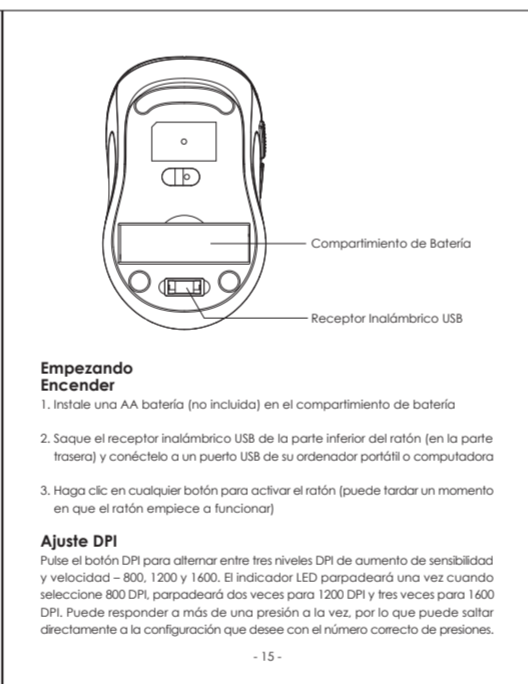 Compartimiento de Batería
Receptor Inalámbrico USB
Empezando
Encender
1. Instale una AA batería (no incluida) en el compartimiento de batería
2. Saque el receptor inalámbrico USB de la parte inferior del ratón (en la parte
trasera) y conéctelo a un puerto USB de su ordenador portátil o computadora
3. Haga clic en cualquier botón para activar el ratón (puede tardar un momento
en que el ratón empiece a funcionar)
Ajuste DPI
Pulse el botón DPI para alternar entre tres niveles DPI de aumento de sensibilidad
y velocidad – 800, 1200 y 1600. El indicador LED parpadeará una vez cuando
seleccione 800 DPI, parpadeará dos veces para 1200 DPI y tres veces para 1600
DPI. Puede responder a más de una presión a la vez, por lo que puede saltar
directamente a la configuración que desee con el número correcto de presiones.
- 15 -